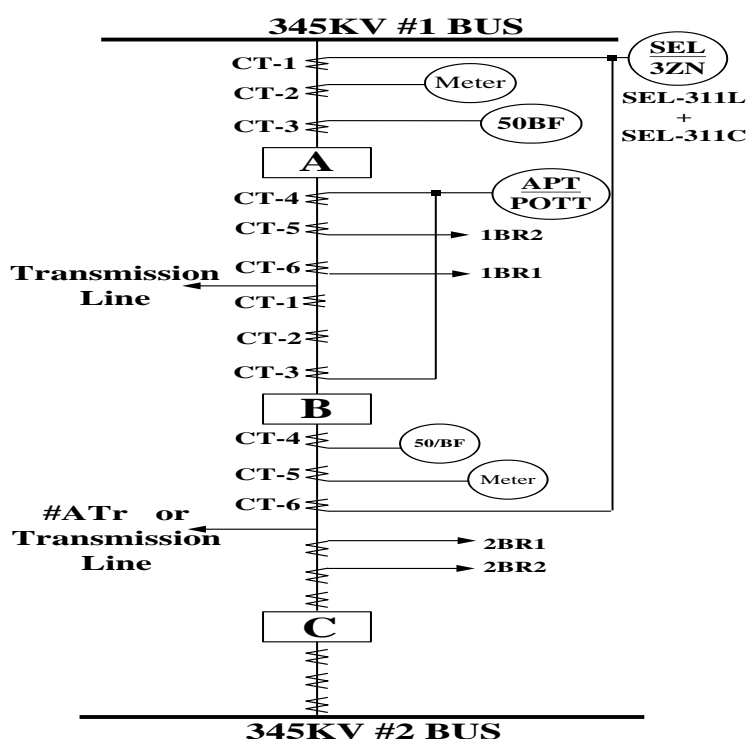 345KV #1 BUS
CT-1
SEL
3ZN
CT-2
Meter
SEL-311L
+
SEL-311C
CT-3
50BF
A
CT-4
APT
POTT
CT-5
1BR2
CT-6
1BR1
Transmission
Line
CT-1
CT-2
CT-3
B
CT-4
50/BF
CT-5
Meter
CT-6
#ATr or
Transmission
Line
2BR1
2BR2
C
345KV #2 BUS